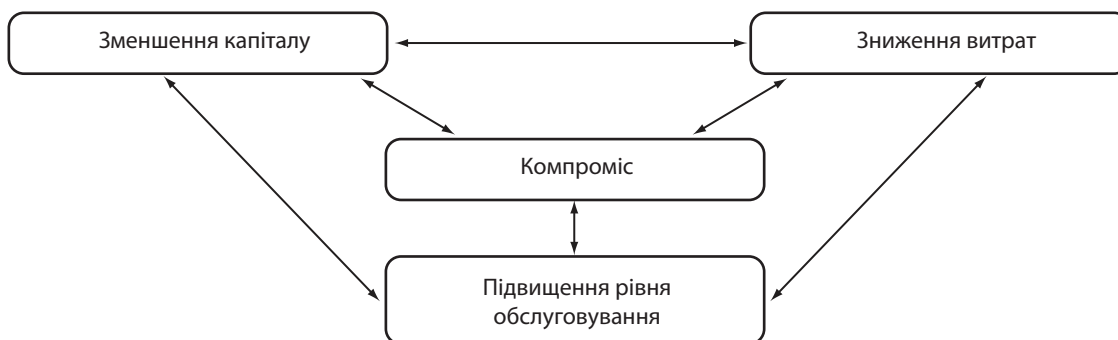 Зменшення капіталу
Зниження витрат
Компроміс
Підвищення рівня
обслуговування